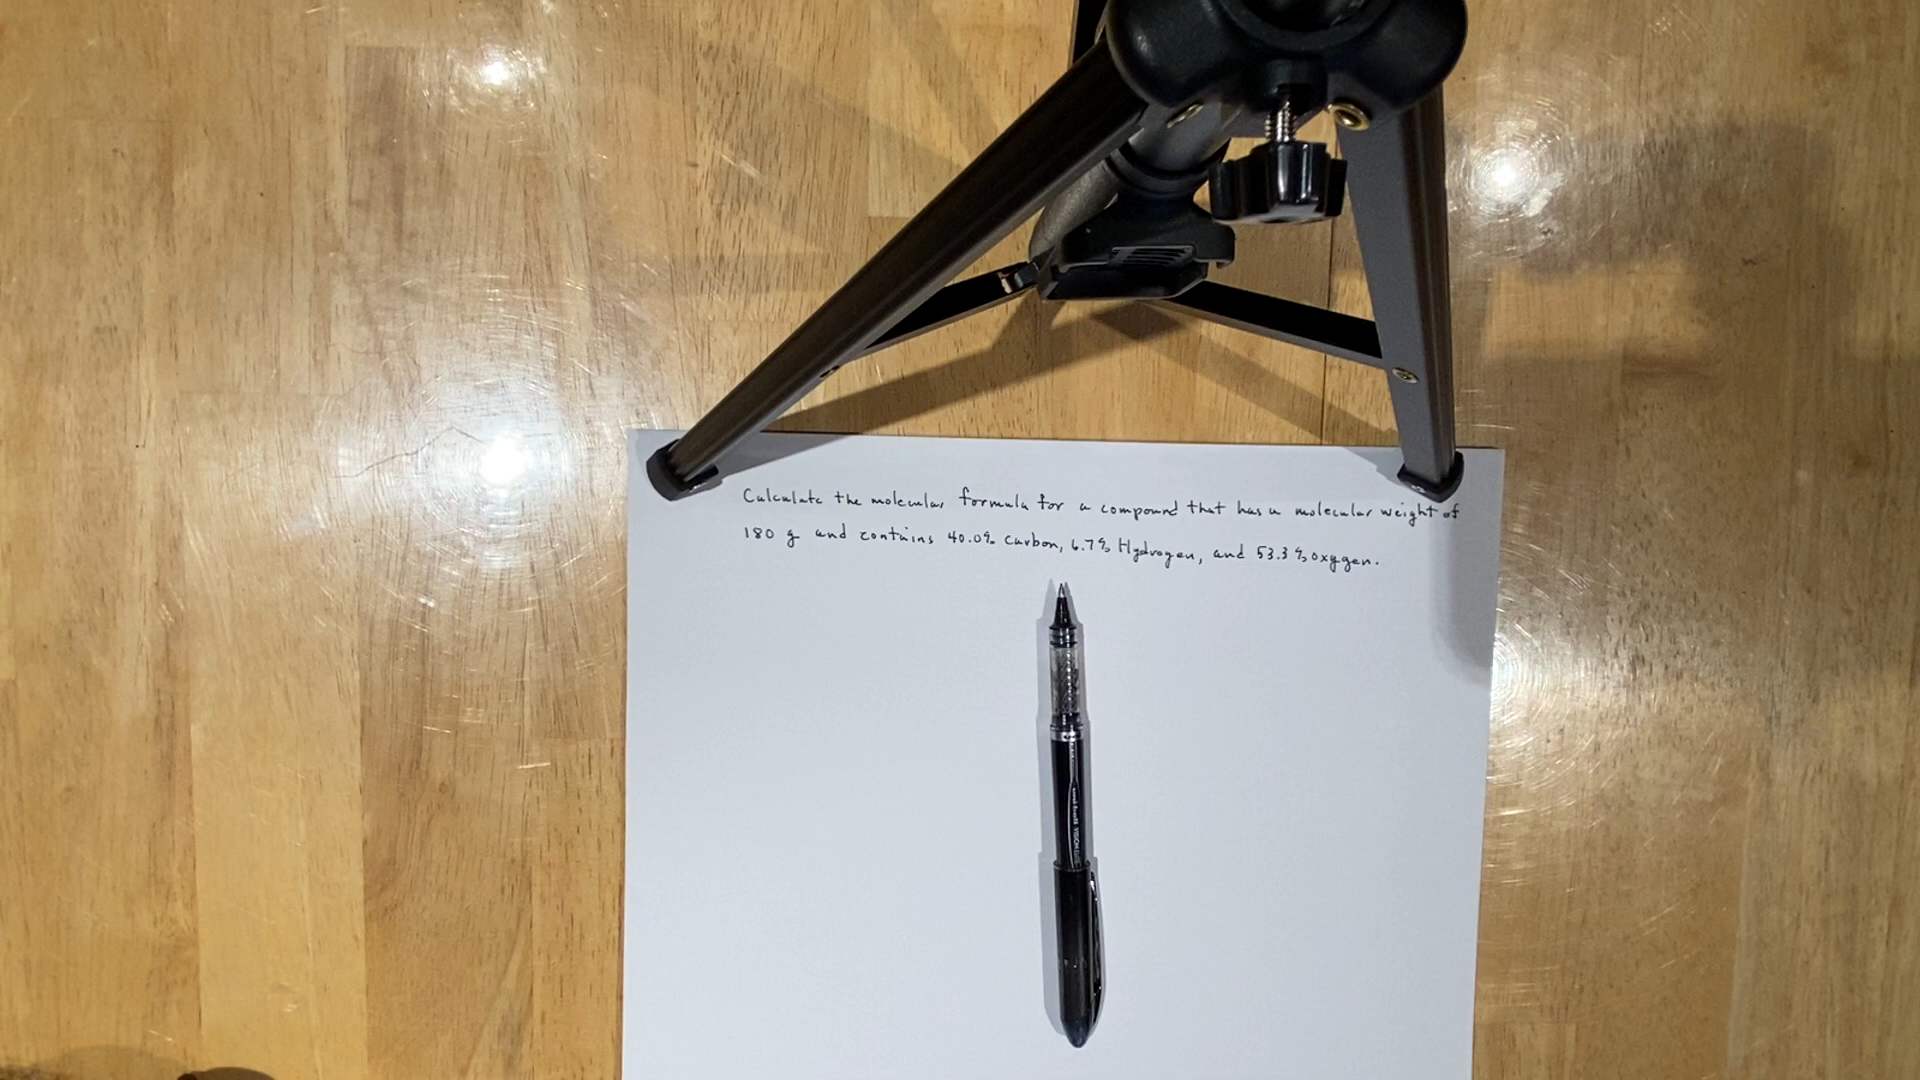 Calculate the molecular formula for a compound that has a molecular weight of
180 g and contains 40.0% carbon, 6.7% Hydrogen, and 53.3% oxygen.